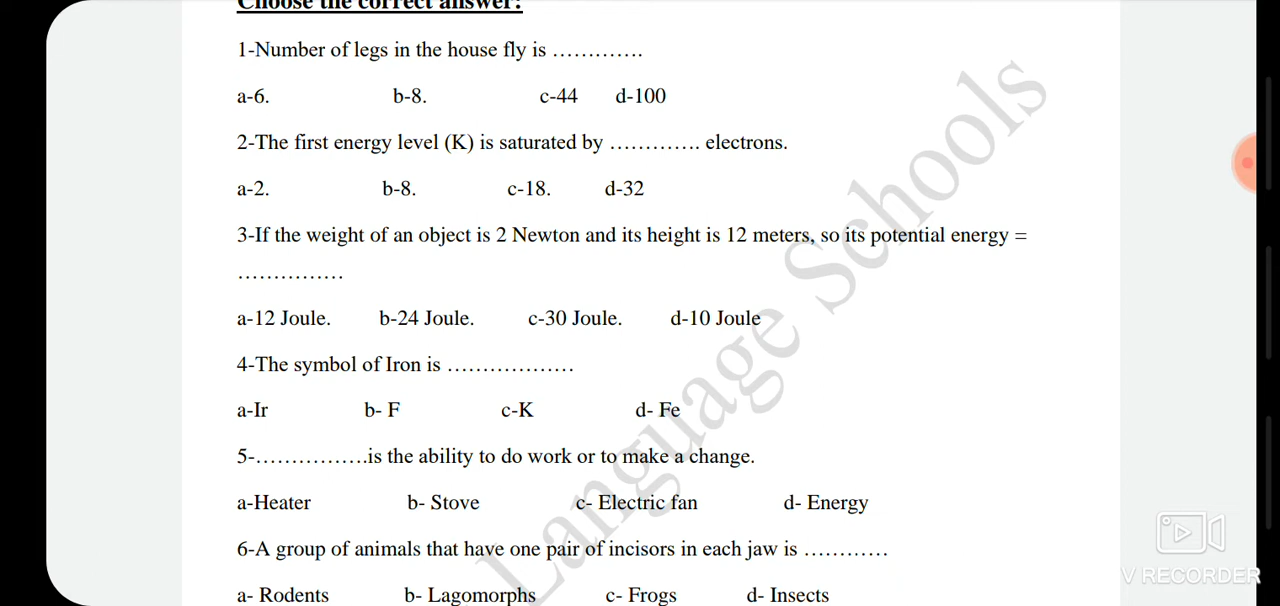 Choose the correct answer:
1-Number of legs in the house fly is ………….
a-6. b-8. c-44 d-100
2-The first energy level (K) is saturated by …………. electrons.
a-2. b-8. c-18. d-32
3-If the weight of an object is 2 Newton and its height is 12 meters, so its potential energy =
……………
a-12 Joule. b-24 Joule. c-30 Joule. d-10 Joule
4-The symbol of Iron is ………………
a-Ir b- F c-K d- Fe
5-…………….is the ability to do work or to make a change.
a-Heater b- Stove c- Electric fan d- Energy
6-A group of animals that have one pair of incisors in each jaw is …………
a- Rodents b- Lagomorphs c- Frogs d- Insects
Language Schools
V RECORDER